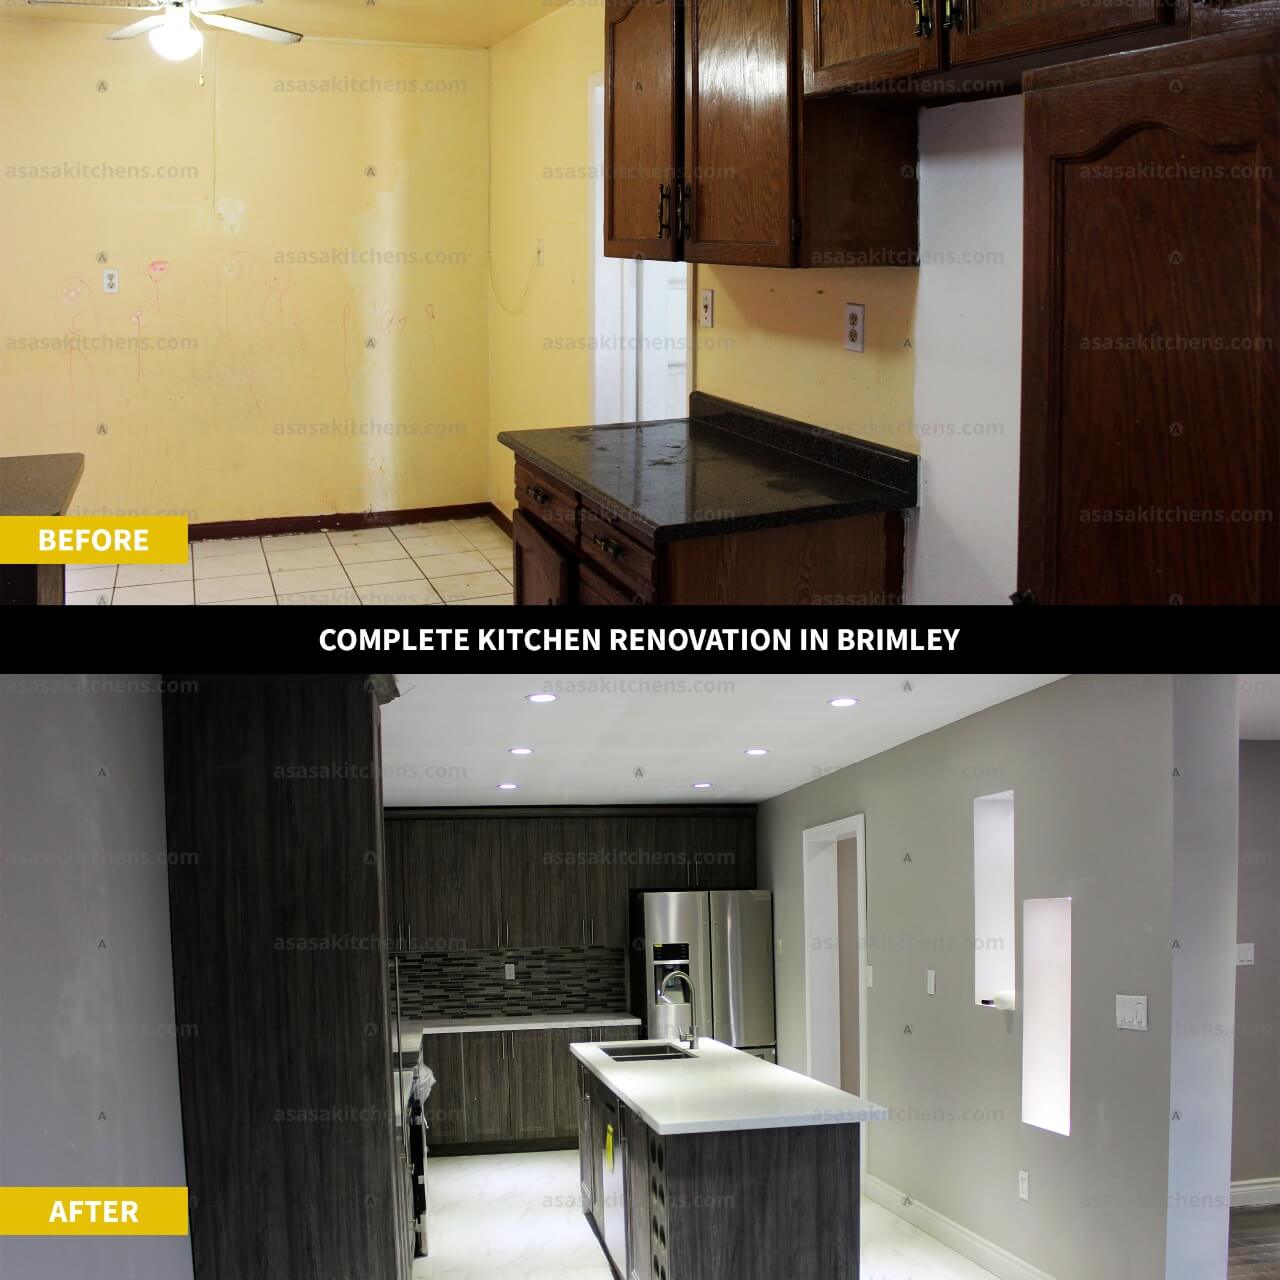 BEFORE
COMPLETE KITCHEN RENOVATION IN BRIMLEY
AFTER
asasakitchens.com